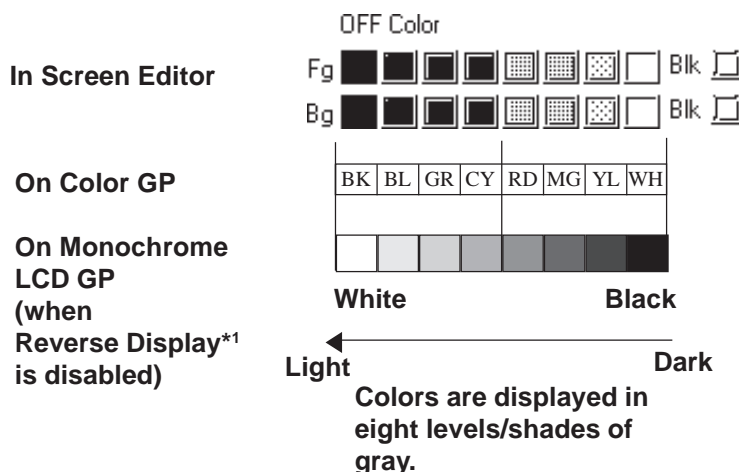 OFF Color
In Screen Editor
Fg Blk
Bg Blk
On Color GP
BK BL GR CY RD MG YL WH
On Monochrome
LCD GP
(when
Reverse Display*1
is disabled)
White Black
Light Dark
Colors are displayed in
eight levels/shades of
gray.